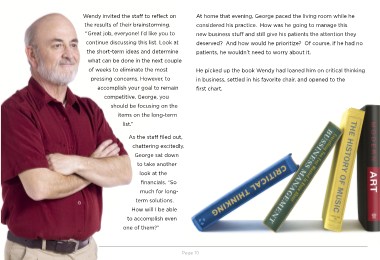 Wendy invited the staff to reflect on
the results of their brainstorming.
"Great job, everyone! I'd like you to
continue discussing this list. Look at
the short-term ideas and determine
what can be done in the next couple
of weeks to eliminate the most
pressing concerns. However, to
accomplish your goal to remain
competitive, George, you
should be focusing on the
items on the long-term
list."
As the staff filed out,
chattering excitedly,
George sat down
to take another
look at the
financials. "So
much for long-
term solutions.
How will I be able
to accomplish even
one of them?"
At home that evening, George paced the living room while he
considered his practice. How was he going to manage this
new business stuff and still give his patients the attention they
deserved? And how would he prioritize? Of course, if he had no
patients, he wouldn't need to worry about it.
He picked up the book Wendy had loaned him on critical thinking
in business, settled in his favorite chair, and opened to the
first chart.
CRITICAL THINKING
BUSINESS MANAGEMENT
THE HISTORY OF MUSIC
ART